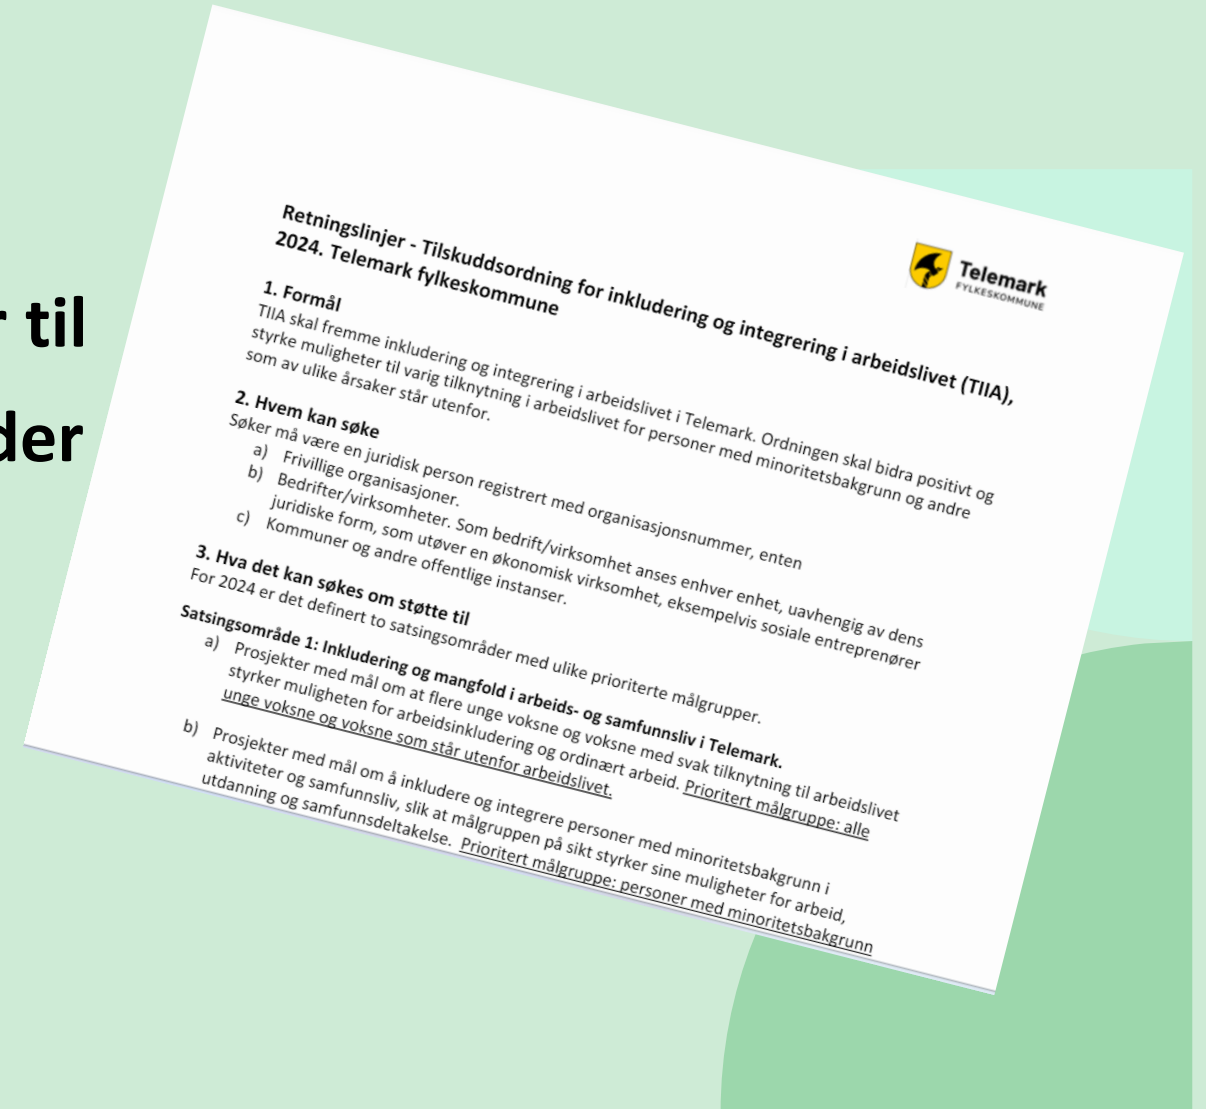 r til
der
Telemark
FYLKESKOMMUNE
Retningslinjer - Tilskuddsordning for inkludering og integrering i arbeidslivet (TIIA),
2024. Telemark fylkeskommune
1. Formål
TIIA skal fremme inkludering og integrering i arbeidslivet i Telemark. Ordningen skal bidra positivt og
styrke muligheter til varig tilknytning i arbeidslivet for personer med minoritetsbakgrunn og andre
som av ulike årsaker står utenfor.
2. Hvem kan søke
Søker må være en juridisk person registrert med organisasjonsnummer, enten
a) Frivillige organisasjoner.
b) Bedrifter/virksomheter. Som bedrift/virksomhet anses enhver enhet, uavhengig av dens
juridiske form, som utøver en økonomisk virksomhet, eksempelvis sosiale entreprenører
c) Kommuner og andre offentlige instanser.
3. Hva det kan søkes om støtte til
For 2024 er det definert to satsingsområder med ulike prioriterte målgrupper.
Satsingsområde 1: Inkludering og mangfold i arbeids- og samfunnsliv i Telemark.
a) Prosjekter med mål om at flere unge voksne og voksne med svak tilknytning til arbeidslivet
styrker muligheten for arbeidsinkludering og ordinært arbeid. Prioritert målgruppe: alle
unge voksne og voksne som står utenfor arbeidslivet.
b) Prosjekter med mål om å inkludere og integrere personer med minoritetsbakgrunn i
aktiviteter og samfunnsliv, slik at målgruppen på sikt styrker sine muligheter for arbeid,
utdanning og samfunnsdeltakelse. Prioritert målgruppe: personer med minoritetsbakgrunn